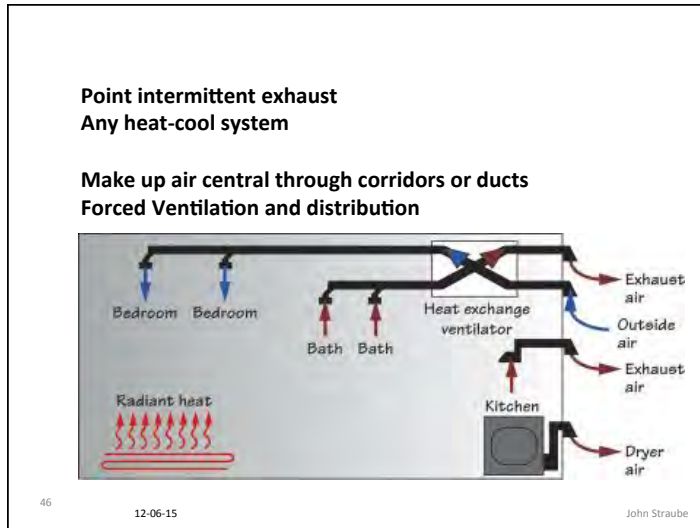 Point intermittent exhaust
Any heat-cool system
Make up air central through corridors or ducts
Forced Ventilation and distribution
Bedroom
Bedroom
Bath
Bath
Heat exchange
ventilator
Exhaust
air
Outside
air
Exhaust
air
Radiant heat
Kitchen
Dryer
air
46
12-06-15
John Straube